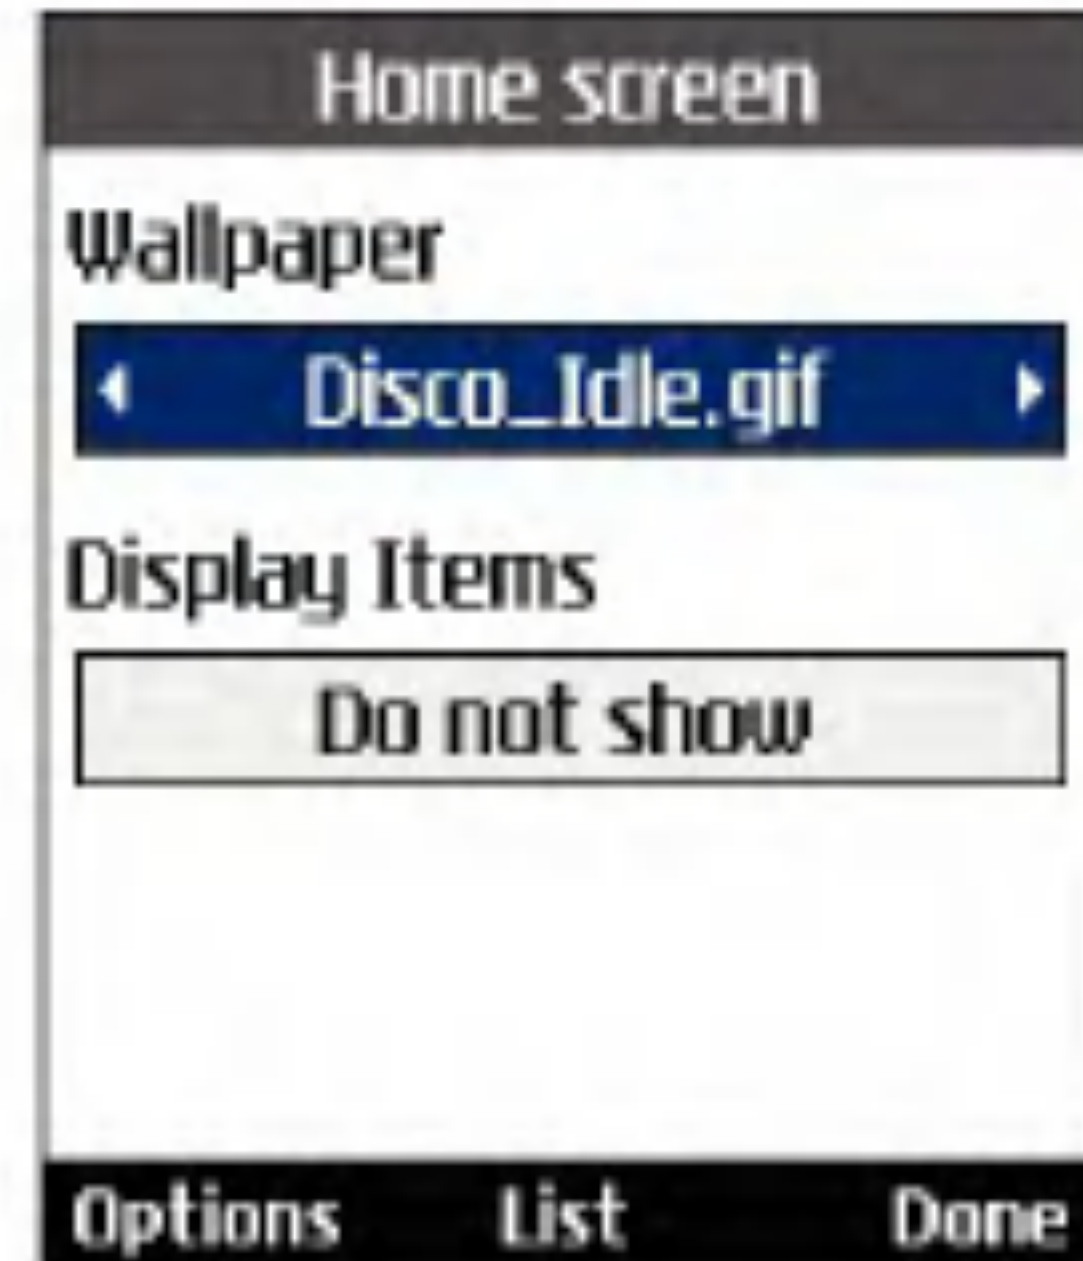 Home screen
Wallpaper
Disco_Idle.gif
Display Items
Do not show
Options List Done